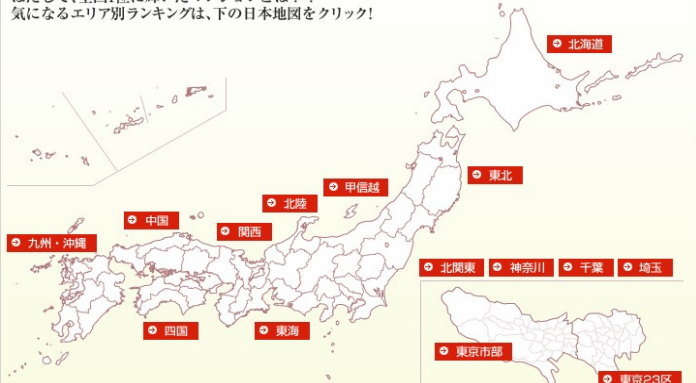 気になるエリア別ランキングは、下の日本地図をクリック!
北海道
東北
甲信越
北陸
中国
関西
九州・沖縄
北関東
神奈川
千葉
埼玉
四国
東海
東京市部
東京23区